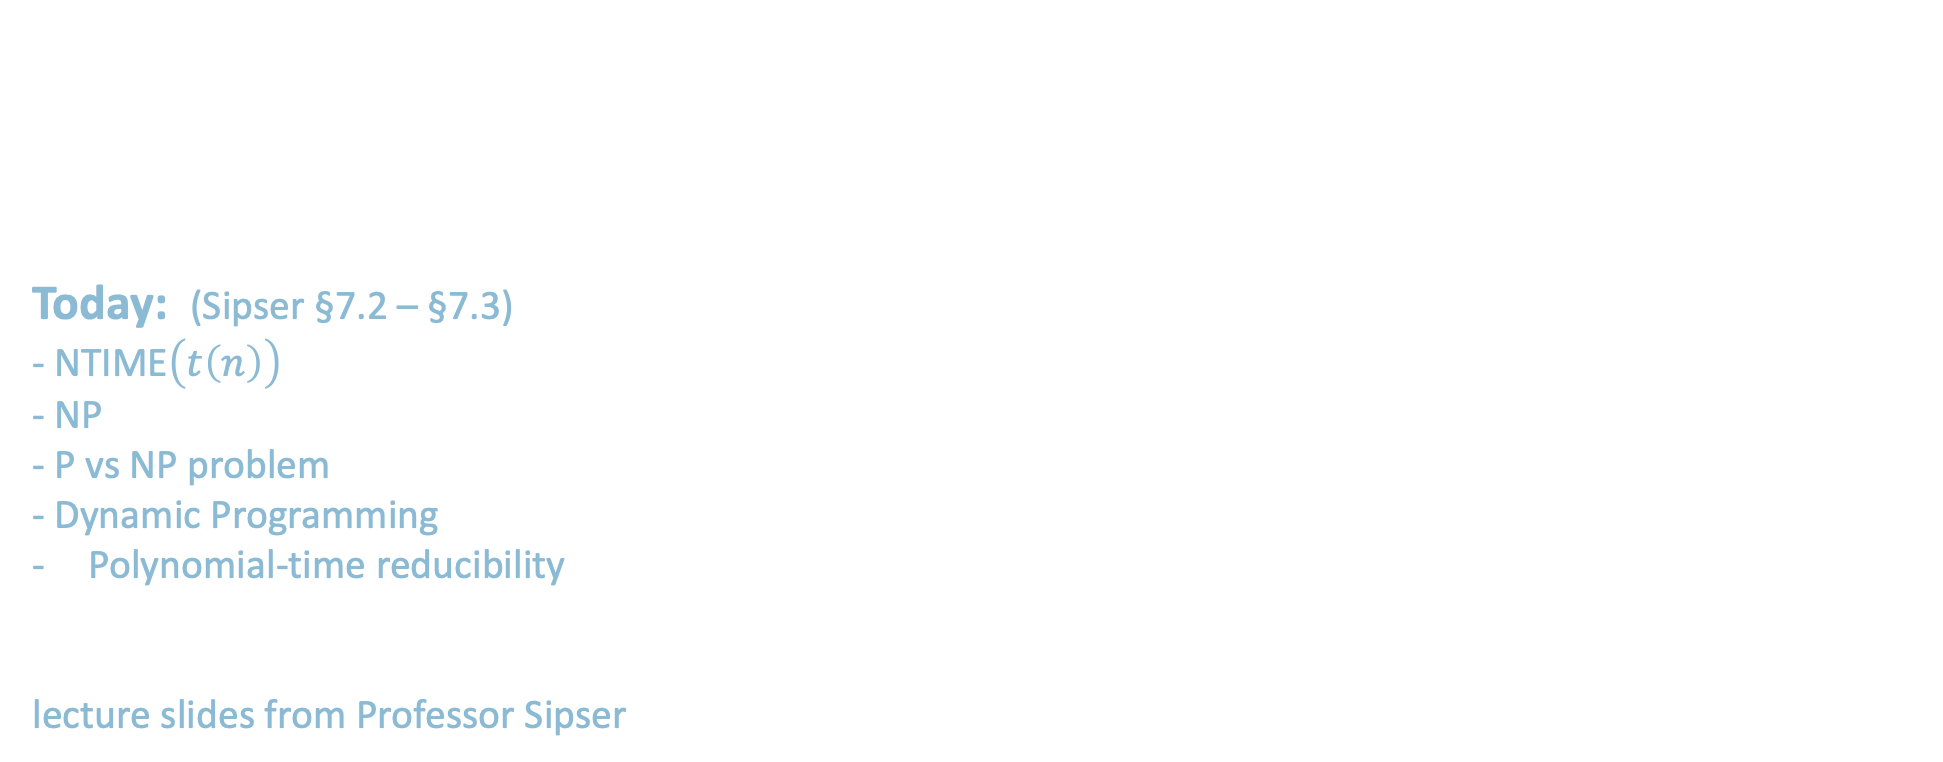 Today: (Sipser §7.2 – §7.3)
- NTIME(t(n))
- NP
- P vs NP problem
- Dynamic Programming
- Polynomial-time reducibility
lecture slides from Professor Sipser